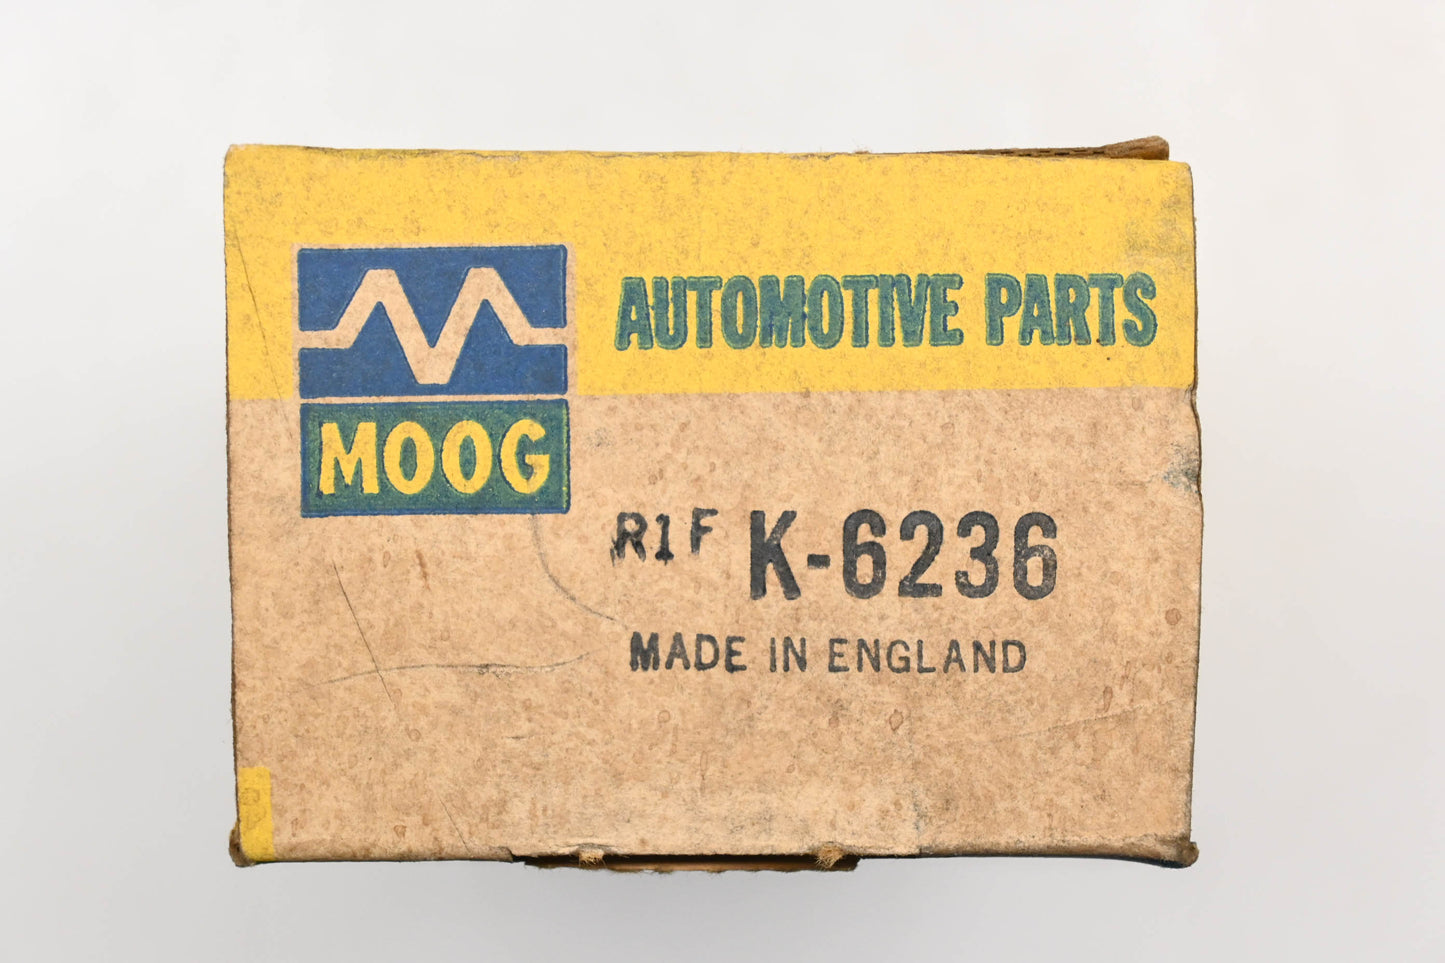 AUTOMOTIVE PARTS
MOOG
R1F K-6236
MADE IN ENGLAND